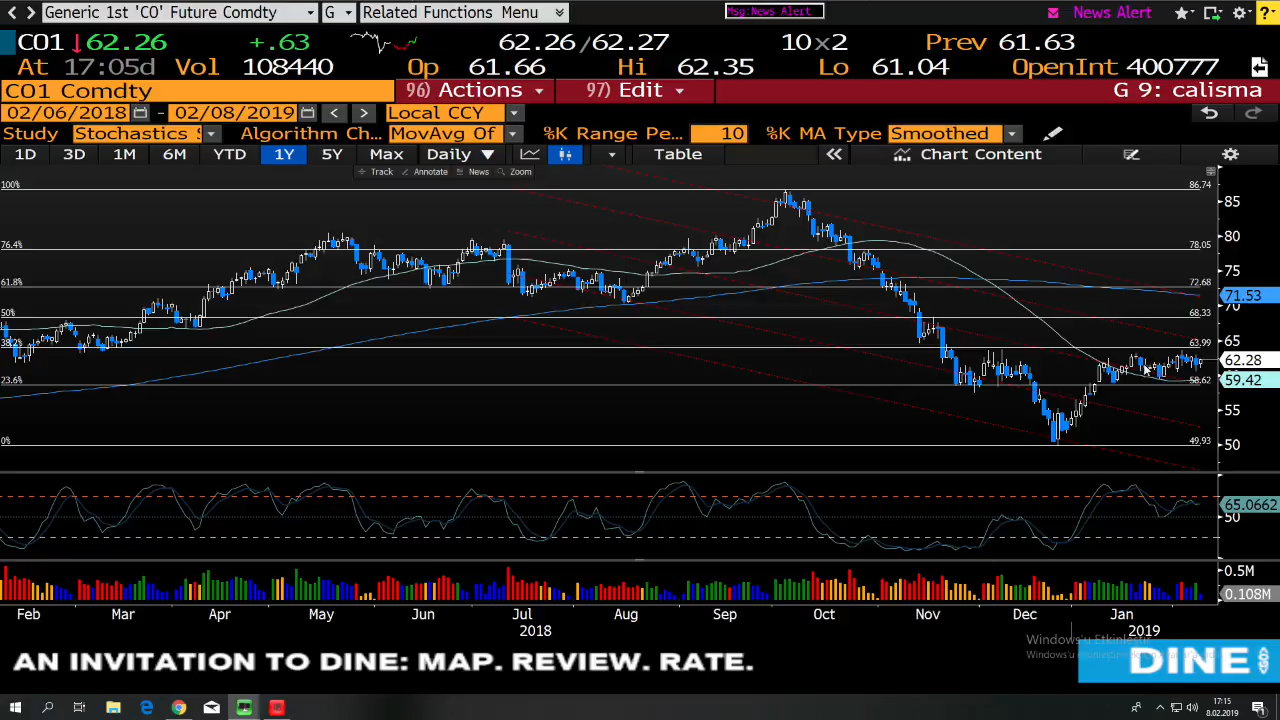 Generic 1st 'CO' Future Comdty G Related Functions Menu Msg:News Alert News Alert ?
CO1 ↓62.26 +.63 62.26/62.27 10x2 Prev 61.63
At 17:05d Vol 108440 Op 61.66 Hi 62.35 Lo 61.04 OpenInt 400777
CO1 Comdty 96) Actions 97) Edit G 9: calisma
02/06/2018 - 02/08/2019 < > Local CCY
Study Stochastics S Algorithm Ch... MovAvg Of %K Range Pe... 10 %K MA Type Smoothed
1D 3D 1M 6M YTD 1Y 5Y Max Daily ▼ Table « Chart Content
Track Annotate News Zoom
100% 86.74
85
80
76.4% 78.05
75
61.8% 72.68
71.53
70
50% 68.33
65
38.2% 63.99
62.28
59.42
23.6% 58.62
55
0% 49.93 50
65.0662
50
0
0.5M
0.108M
Feb Mar Apr May Jun Jul Aug Sep Oct Nov Dec Jan
2018 2019
Windows'u Etkinleştir
AN INVITATION TO DINE: MAP. REVIEW. RATE. DINE
17:15
8.02.2019
1